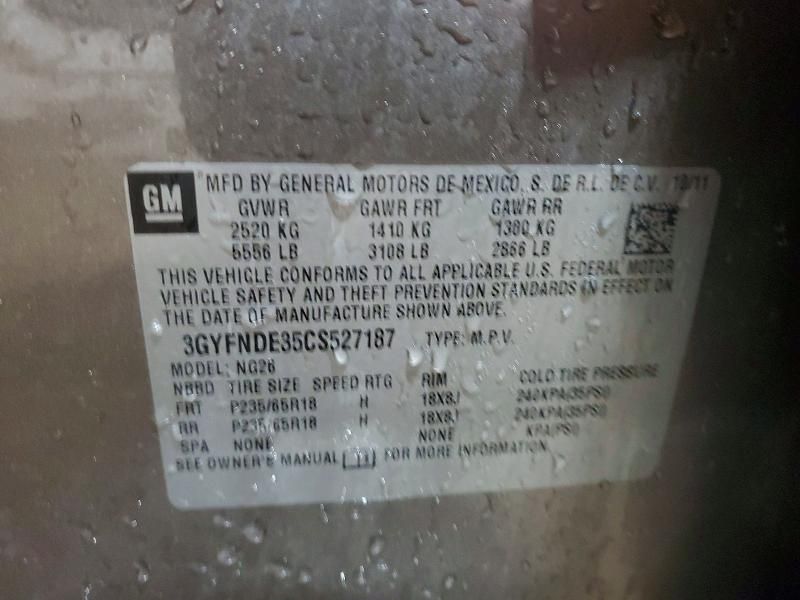 GM MFD BY GENERAL MOTORS DE MEXICO, S. DE R.L. DE C.V. 10/11
GVWR GAWR FRT GAWR RR
2520 KG 1410 KG 1300 KG
5556 LB 3108 LB 2866 LB
THIS VEHICLE CONFORMS TO ALL APPLICABLE U.S. FEDERAL MOTOR
VEHICLE SAFETY AND THEFT PREVENTION STANDARDS IN EFFECT ON
THE DATE OF MANUFACTURE SHOWN ABOVE.
3GYFNDE35CS527187 TYPE: M.P.V.
MODEL: NG26
NBBD TIRE SIZE SPEED RTG RIM COLD TIRE PRESSURE
FRT P235/65R18 H 18X8J 240KPA(35PSI)
RR P235/65R18 H 18X8J 240KPA(35PSI)
SPA NONE NONE KPA(PSI)
SEE OWNER'S MANUAL FOR MORE INFORMATION